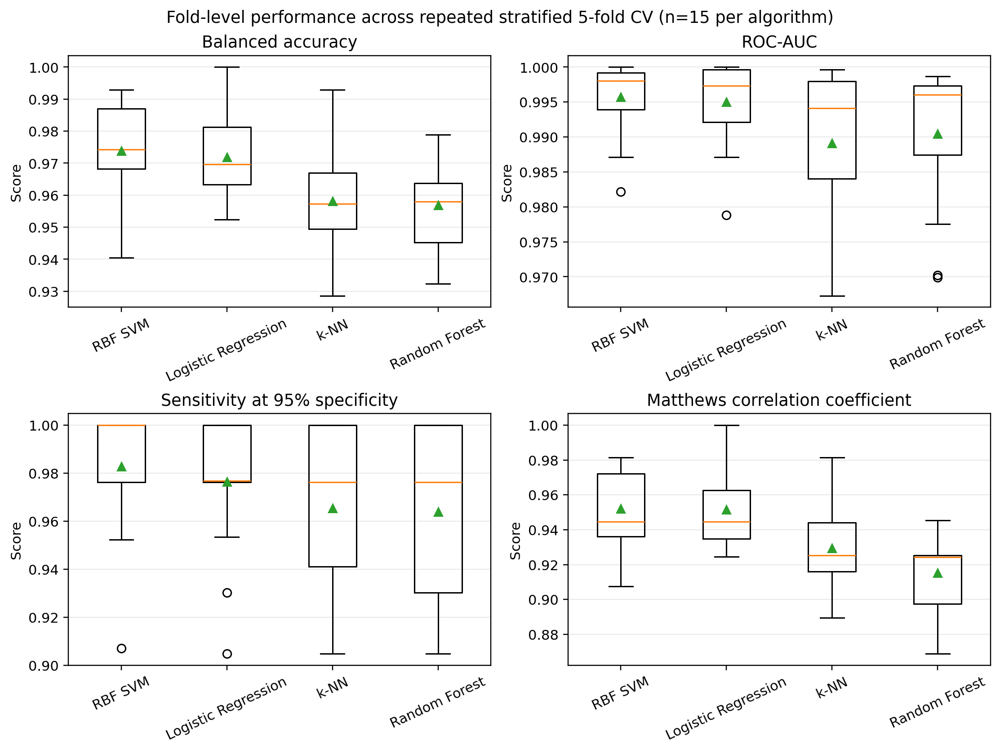 Fold-level performance across repeated stratified 5-fold CV (n=15 per algorithm)
Balanced accuracy
Score
1.00
0.99
0.98
0.97
0.96
0.95
0.94
0.93
RBF SVM
Logistic Regression
k-NN
Random Forest
ROC-AUC
Score
1.000
0.995
0.990
0.985
0.980
0.975
0.970
RBF SVM
Logistic Regression
k-NN
Random Forest
Sensitivity at 95% specificity
Score
1.00
0.98
0.96
0.94
0.92
0.90
RBF SVM
Logistic Regression
k-NN
Random Forest
Matthews correlation coefficient
Score
1.00
0.98
0.96
0.94
0.92
0.90
0.88
RBF SVM
Logistic Regression
k-NN
Random Forest